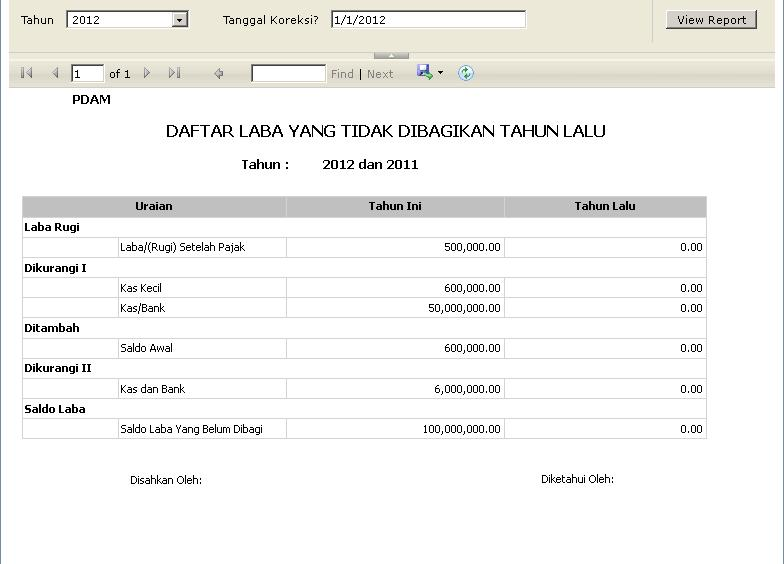 Tahun 2012 Tanggal Koreksi? 1/1/2012 View Report
1 of 1 Find | Next
PDAM
DAFTAR LABA YANG TIDAK DIBAGIKAN TAHUN LALU
Tahun : 2012 dan 2011
Uraian Tahun Ini Tahun Lalu
Laba Rugi
Laba/(Rugi) Setelah Pajak 500,000.00 0.00
Dikurangi I
Kas Kecil 600,000.00 0.00
Kas/Bank 50,000,000.00 0.00
Ditambah
Saldo Awal 600,000.00 0.00
Dikurangi II
Kas dan Bank 6,000,000.00 0.00
Saldo Laba
Saldo Laba Yang Belum Dibagi 100,000,000.00 0.00
Disahkan Oleh: Diketahui Oleh: